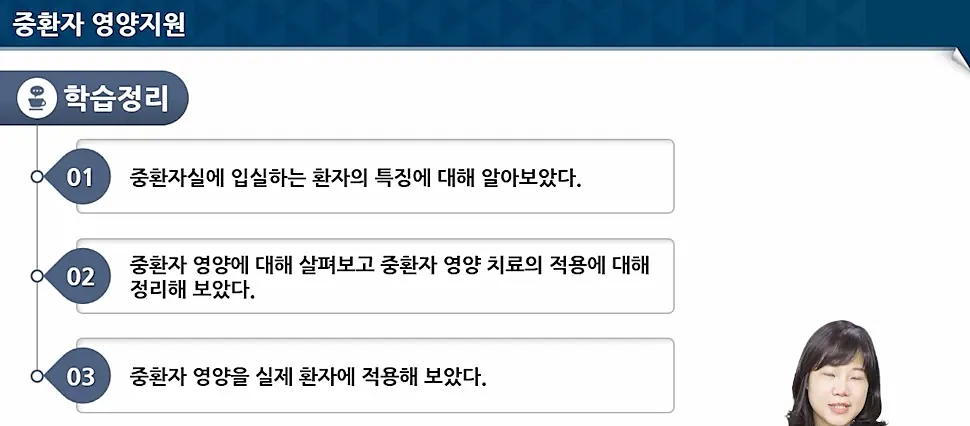 중환자 영양지원
학습정리
01
중환자실에 입실하는 환자의 특징에 대해 알아보았다.
02
중환자 영양에 대해 살펴보고 중환자 영양 치료의 적용에 대해
정리해 보았다.
03
중환자 영양을 실제 환자에 적용해 보았다.